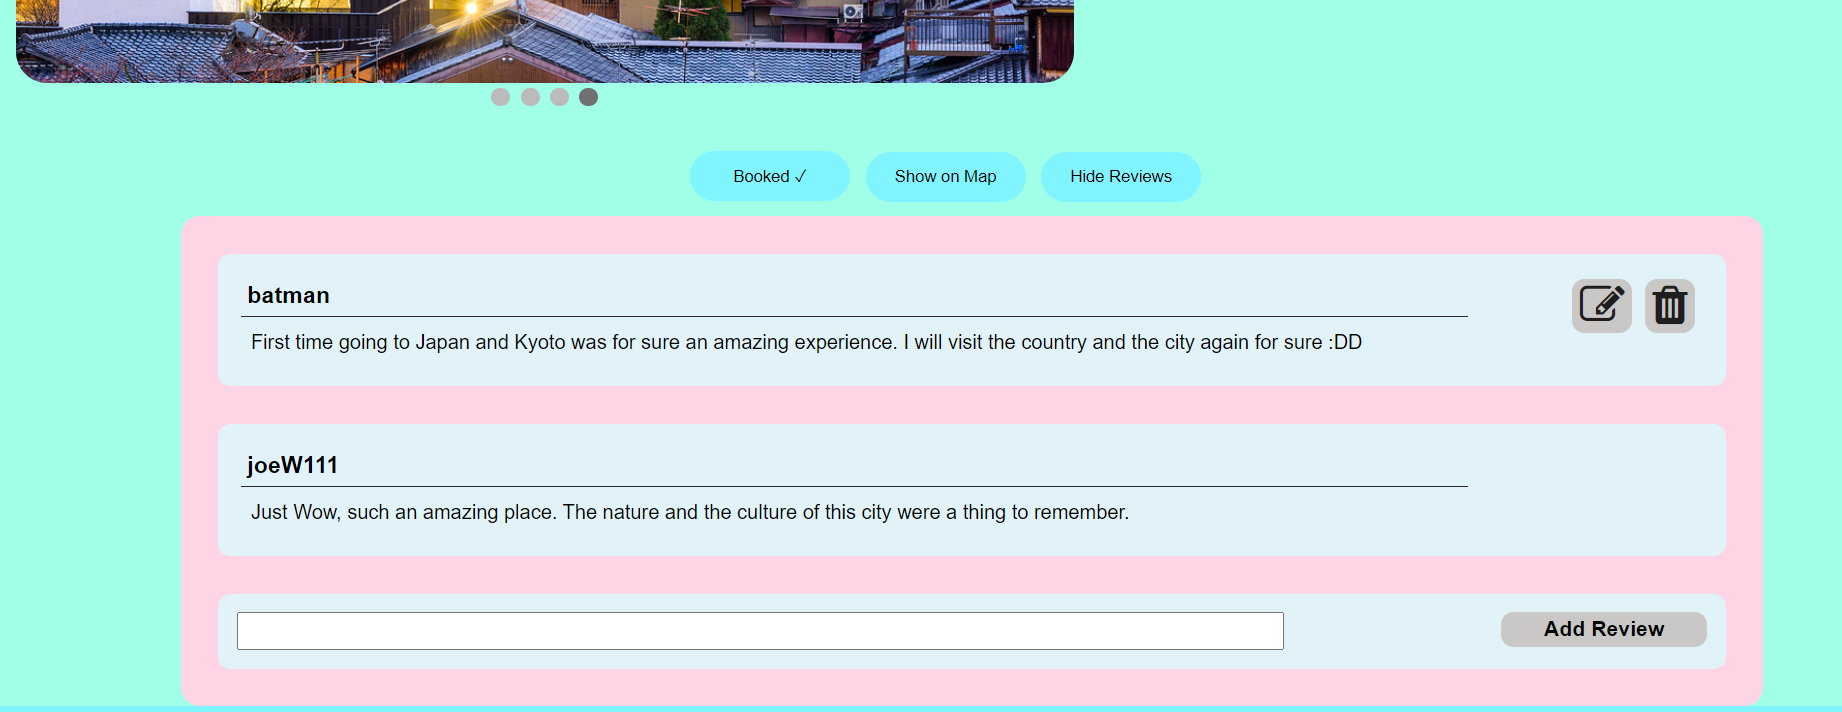 Booked ✓
Show on Map
Hide Reviews
batman
First time going to Japan and Kyoto was for sure an amazing experience. I will visit the country and the city again for sure :DD
joeW111
Just Wow, such an amazing place. The nature and the culture of this city were a thing to remember.
Add Review